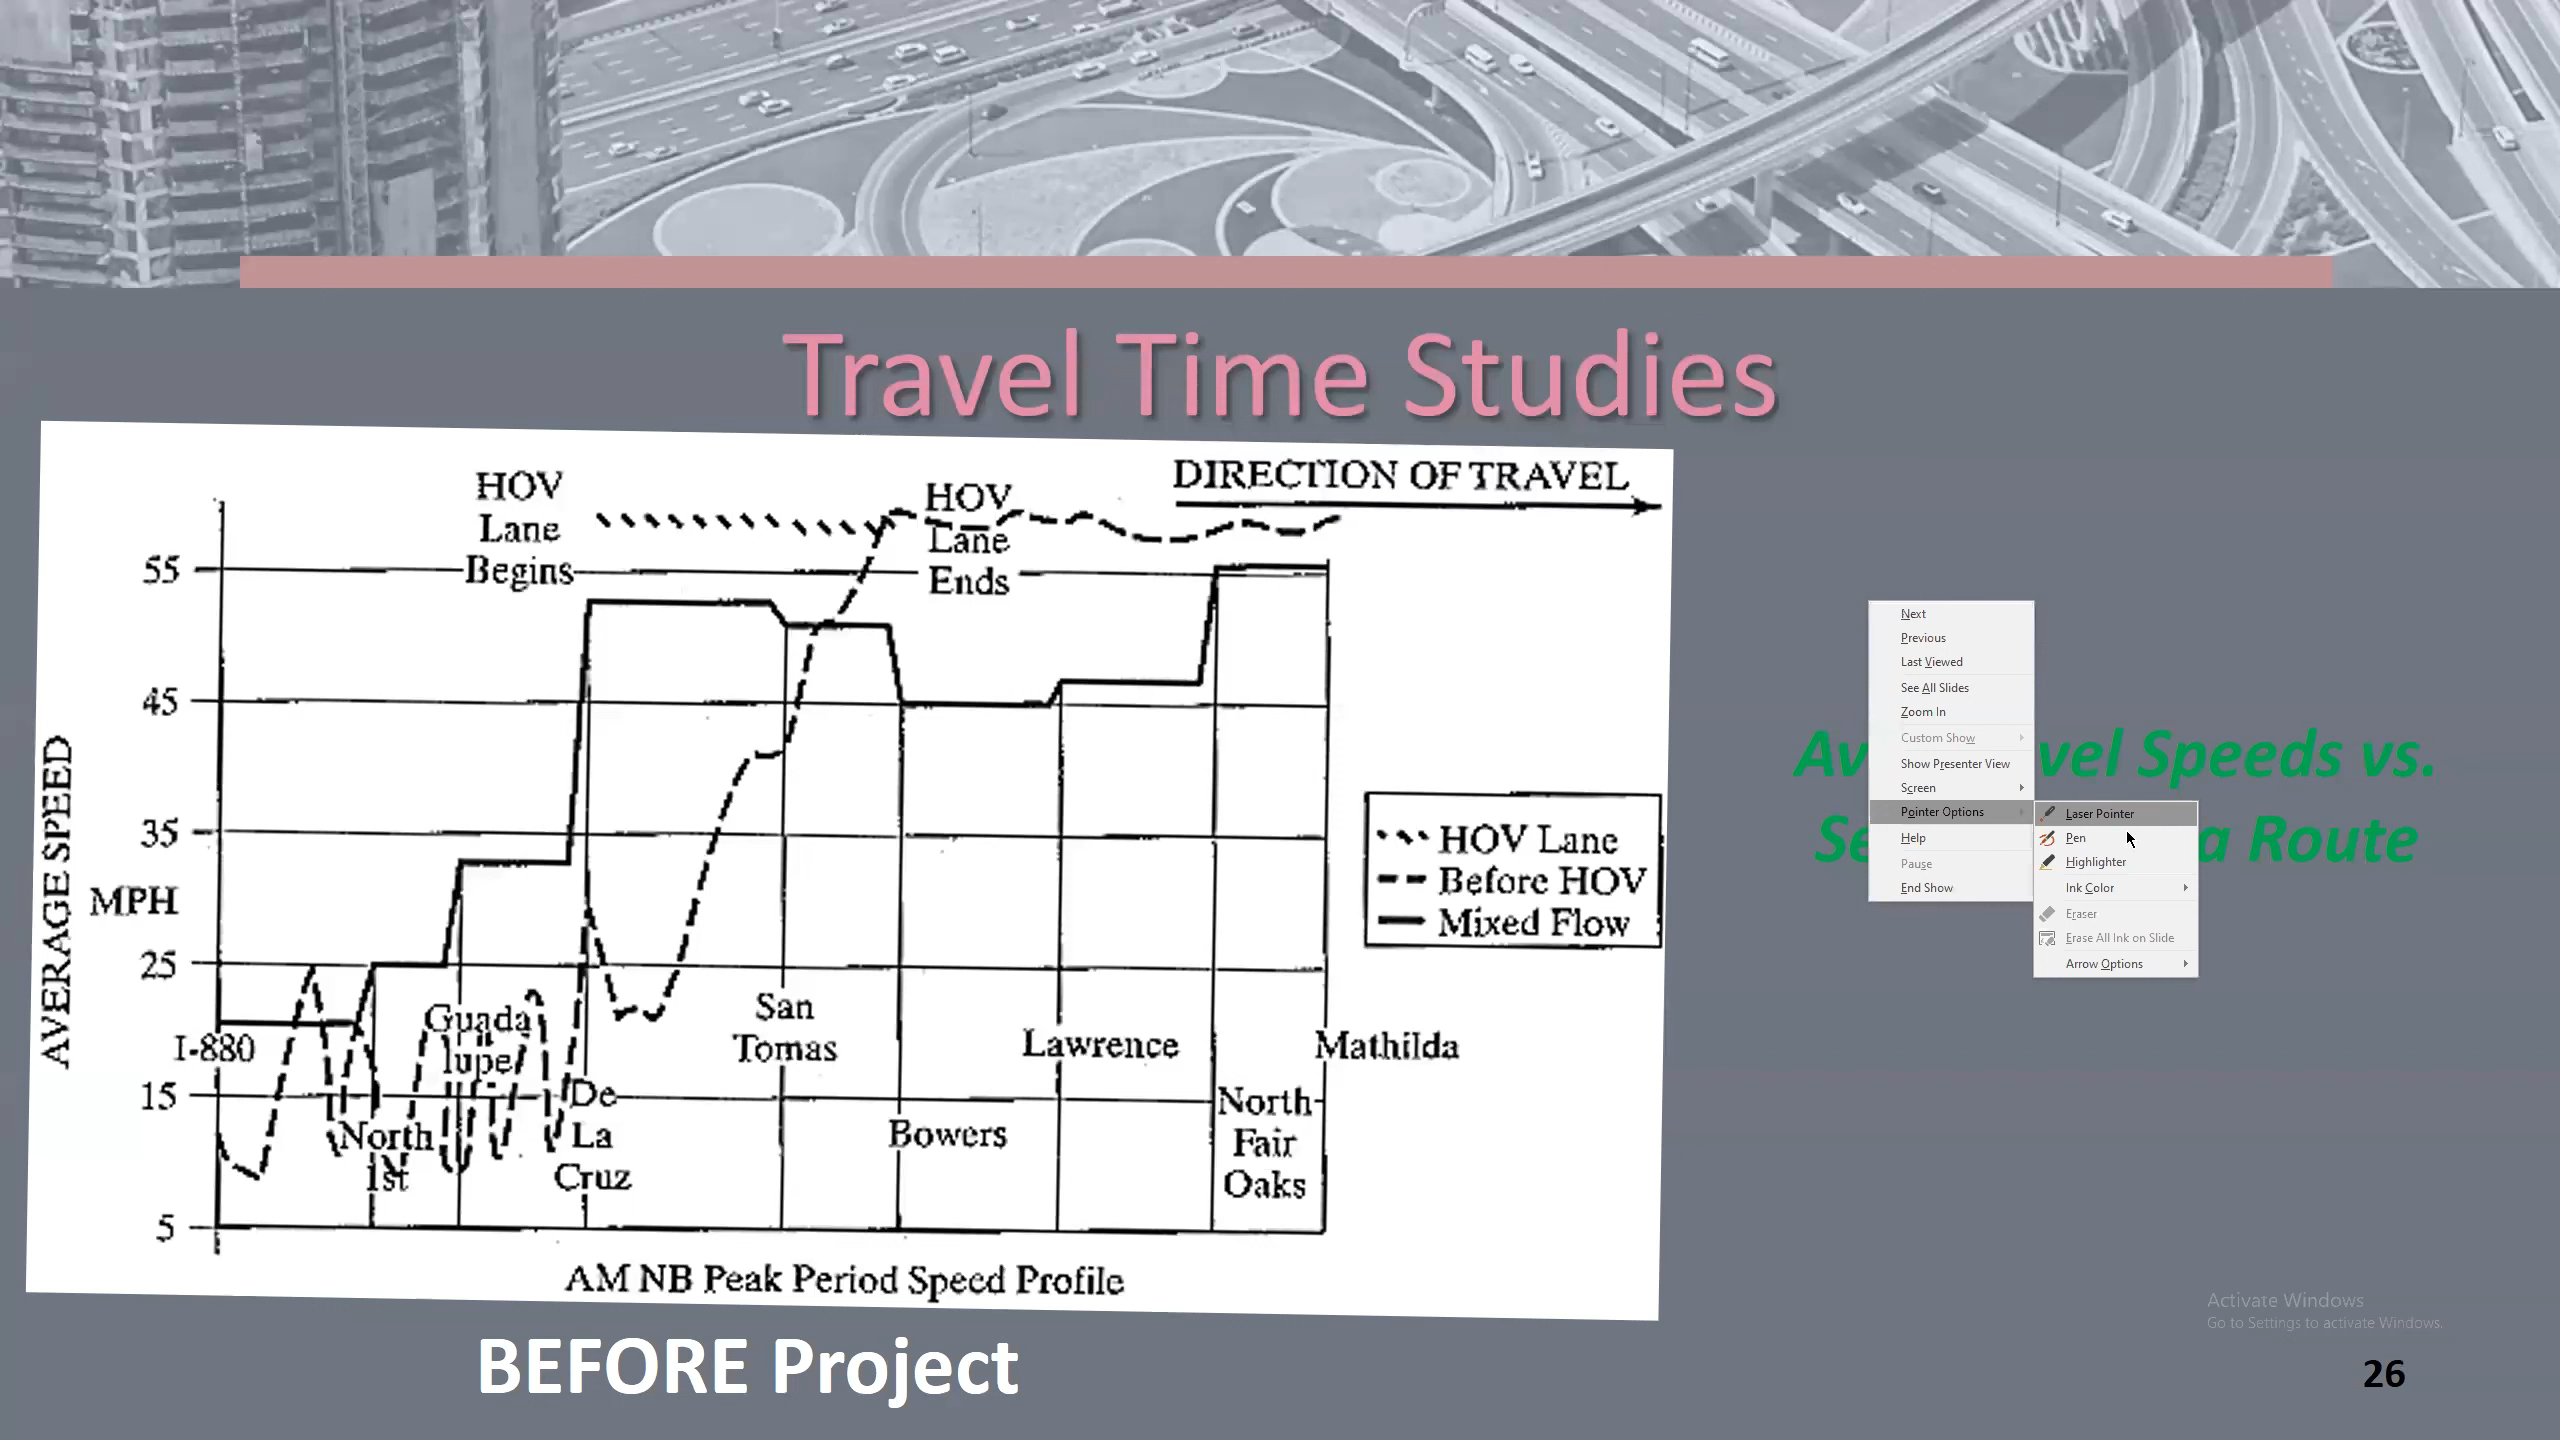 Travel Time Studies
DIRECTION OF TRAVEL
HOV
Lane
Begins
HOV
Lane
Ends
55
45
35
25
15
5
AVERAGE SPEED
MPH
HOV Lane
Before HOV
Mixed Flow
I-880
North
1st
Guada
lupe
De
La
Cruz
San
Tomas
Bowers
Lawrence
North
Fair
Oaks
Mathilda
AM NB Peak Period Speed Profile
BEFORE Project
Speeds vs.
a Route
Next
Previous
Last Viewed
See All Slides
Zoom In
Custom Show
Show Presenter View
Screen
Pointer Options
Help
Pause
End Show
Laser Pointer
Pen
Highlighter
Ink Color
Eraser
Erase All Ink on Slide
Arrow Options
Activate Windows
Go to Settings to activate Windows.
26